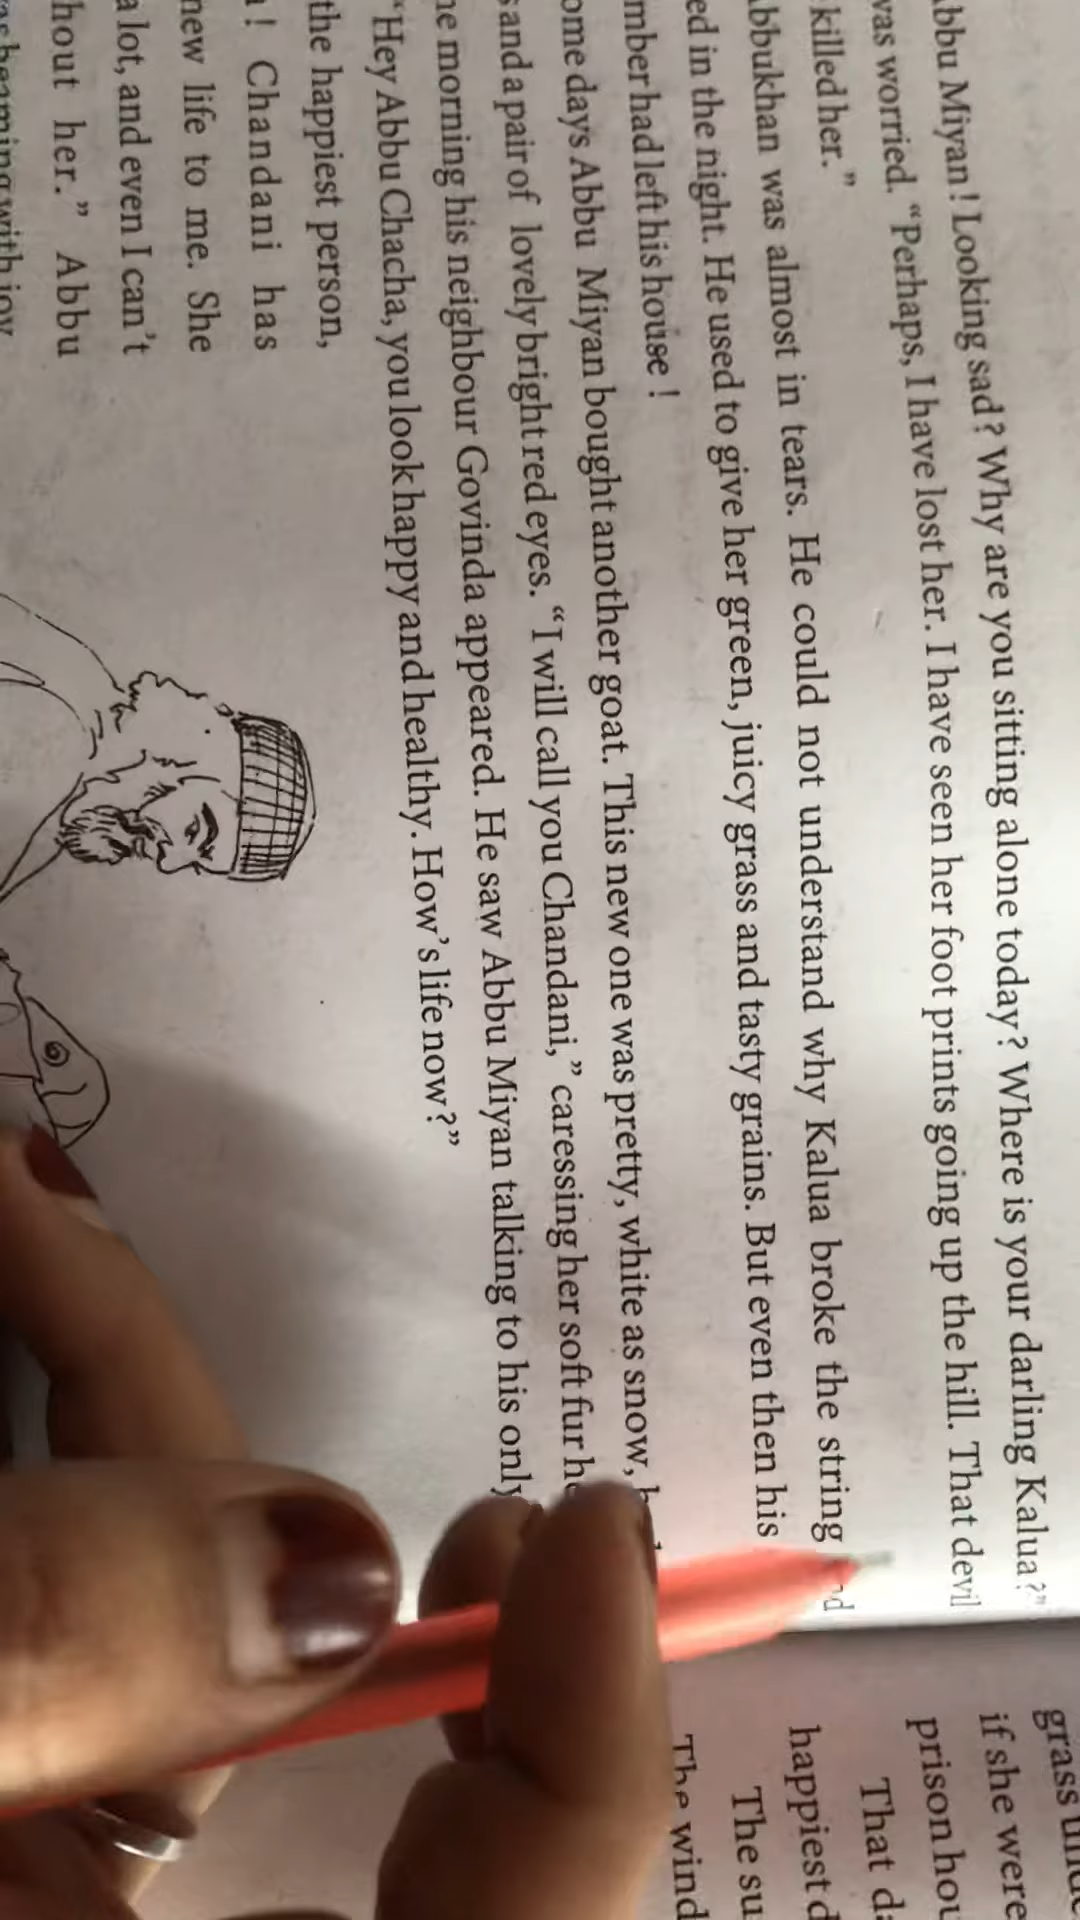 Abbu Miyan! Looking sad? Why are you sitting alone today? Where is your darling Kalua?"
was worried. "Perhaps, I have lost her. I have seen her foot prints going up the hill. That devil
killed her."
Abbukhan was almost in tears. He could not understand why Kalua broke the string
ed in the night. He used to give her green, juicy grass and tasty grains. But even then his
mber had left his house !
ome days Abbu Miyan bought another goat. This new one was pretty, white as snow,
s and a pair of lovely bright red eyes. "I will call you Chandani," caressing her soft fur
ne morning his neighbour Govinda appeared. He saw Abbu Miyan talking to his only
"Hey Abbu Chacha, you look happy and healthy. How's life now?"
the happiest person,
! Chandani has
new life to me. She
a lot, and even I can't
hout her." Abbu
with joy
grass
if she were
prison
That
happiest
The
The wind